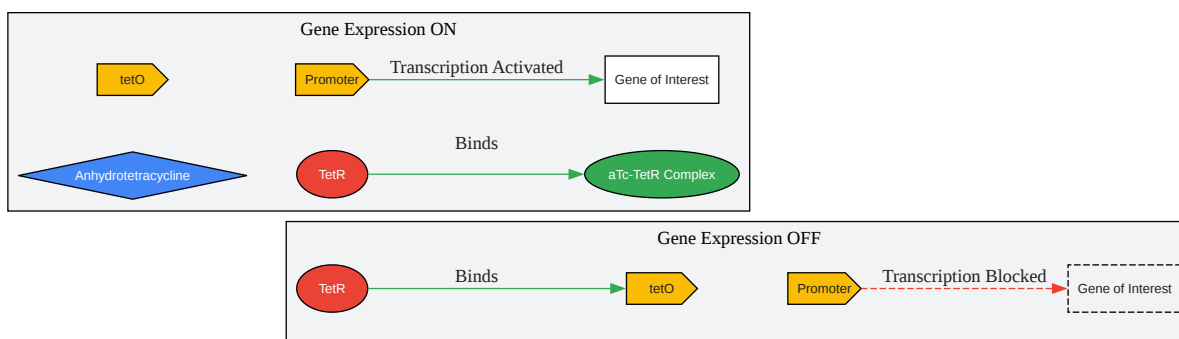 Gene Expression ON
tetO
Promoter
Transcription Activated
Gene of Interest
Anhydrotetracycline
TetR
Binds
aTc-TetR Complex
Gene Expression OFF
TetR
Binds
tetO
Promoter
Transcription Blocked
Gene of Interest